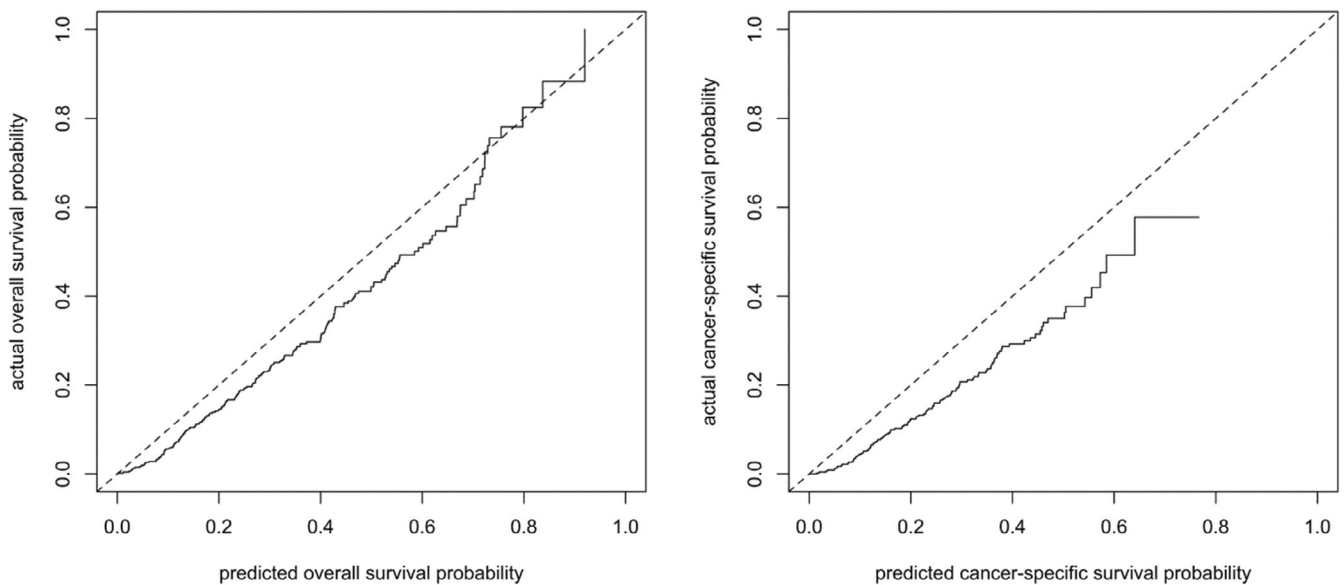 actual overall survival probability
1.0
0.8
0.6
0.4
0.2
0.0
0.0 0.2 0.4 0.6 0.8 1.0
predicted overall survival probability
actual cancer-specific survival probability
1.0
0.8
0.6
0.4
0.2
0.0
0.0 0.2 0.4 0.6 0.8 1.0
predicted cancer-specific survival probability